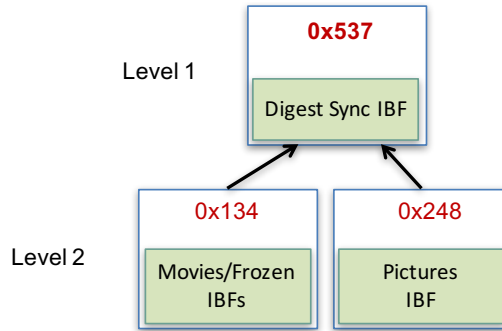 0x537
Level 1
Digest Sync IBF
0x134
0x248
Level 2
Movies/Frozen
IBFs
Pictures
IBF